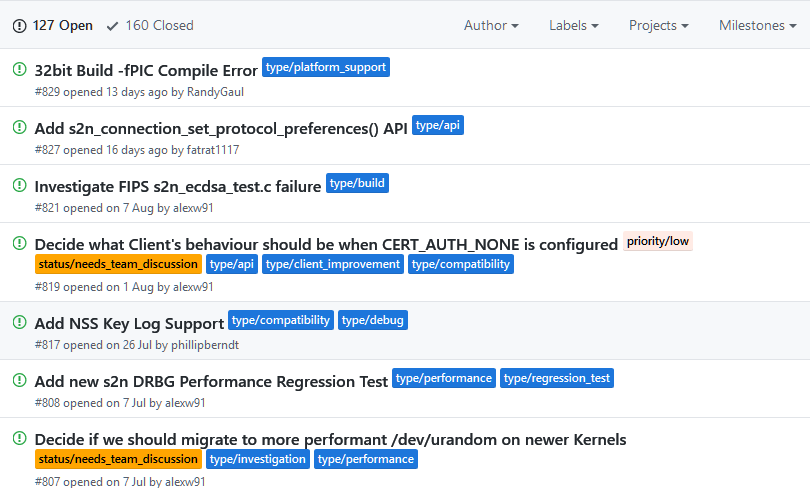 127 Open 160 Closed Author Labels Projects Milestones
32bit Build -fPIC Compile Error type/platform_support
#829 opened 13 days ago by RandyGaul
Add s2n_connection_set_protocol_preferences() API type/api
#827 opened 16 days ago by fatrat1117
Investigate FIPS s2n_ecdsa_test.c failure type/build
#821 opened on 7 Aug by alexw91
Decide what Client's behaviour should be when CERT_AUTH_NONE is configured priority/low
status/needs_team_discussion type/api type/client_improvement type/compatibility
#819 opened on 1 Aug by alexw91
Add NSS Key Log Support type/compatibility type/debug
#817 opened on 26 Jul by phillipberndt
Add new s2n DRBG Performance Regression Test type/performance type/regression_test
#808 opened on 7 Jul by alexw91
Decide if we should migrate to more performant /dev/urandom on newer Kernels
status/needs_team_discussion type/investigation type/performance
#807 opened on 7 Jul by alexw91